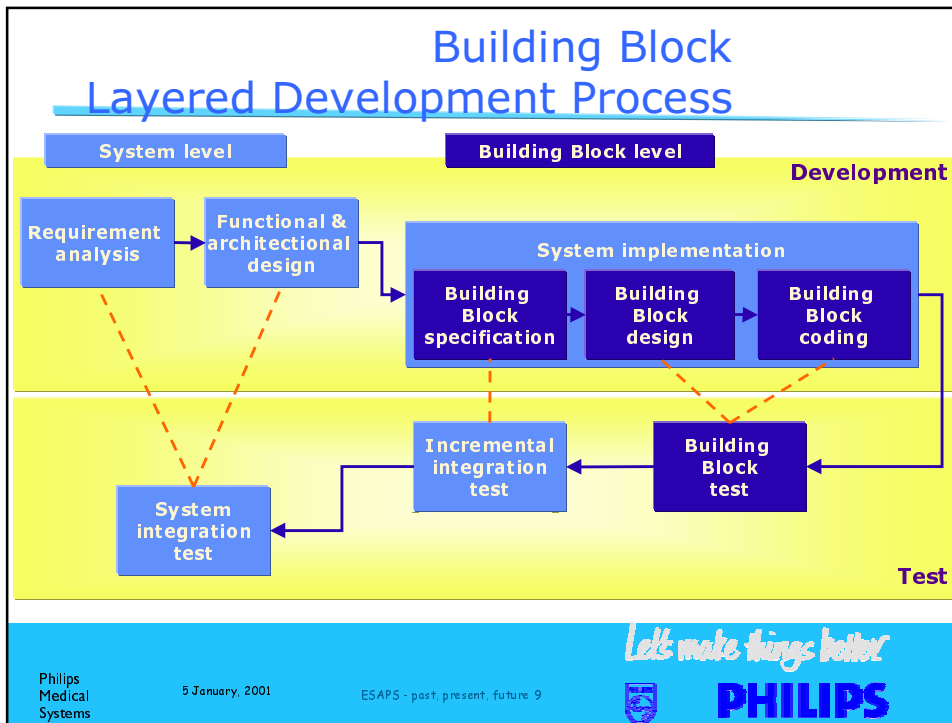 Building Block
Layered Development Process
System level
Building Block level
Development
Requirement
analysis
Functional &
architectional
design
System implementation
Building
Block
specification
Building
Block
design
Building
Block
coding
Incremental
integration
test
Building
Block
test
System
integration
test
Test
Philips
Medical
Systems
5 January, 2001
ESAPS - past, present, future 9
Let's make things better.
PHILIPS